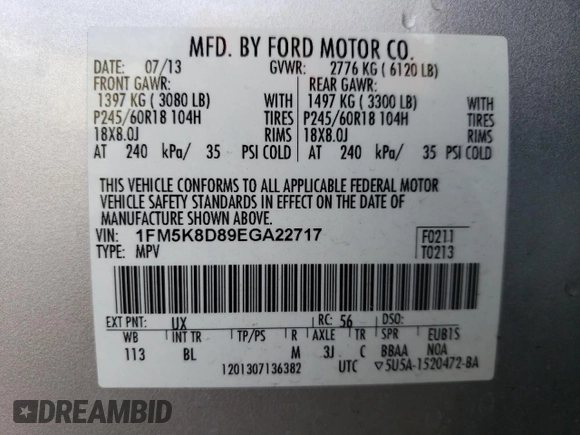 MFD. BY FORD MOTOR CO.
DATE: 07/13 GVWR: 2776 KG ( 6120 LB)
FRONT GAWR: REAR GAWR:
1397 KG ( 3080 LB) WITH 1497 KG ( 3300 LB) WITH
P245/60R18 104H TIRES P245/60R18 104H TIRES
18X8.0J RIMS 18X8.0J RIMS
AT 240 kPa/ 35 PSI COLD AT 240 kPa/ 35 PSI COLD
THIS VEHICLE CONFORMS TO ALL APPLICABLE FEDERAL MOTOR
VEHICLE SAFETY STANDARDS IN EFFECT ON THE DATE OF
MANUFACTURE SHOWN ABOVE.
VIN: 1FM5K8D89EGA22717 F0211
TYPE: MPV T0213
EXT PNT: UX RC: 56 DSO:
WB INT TR TP/PS R AXLE TR SPR EUB1S
113 BL M 3J C BBAA N0A
1201307136382 UTC ▽5U5A-1520472-BA
DREAMBID